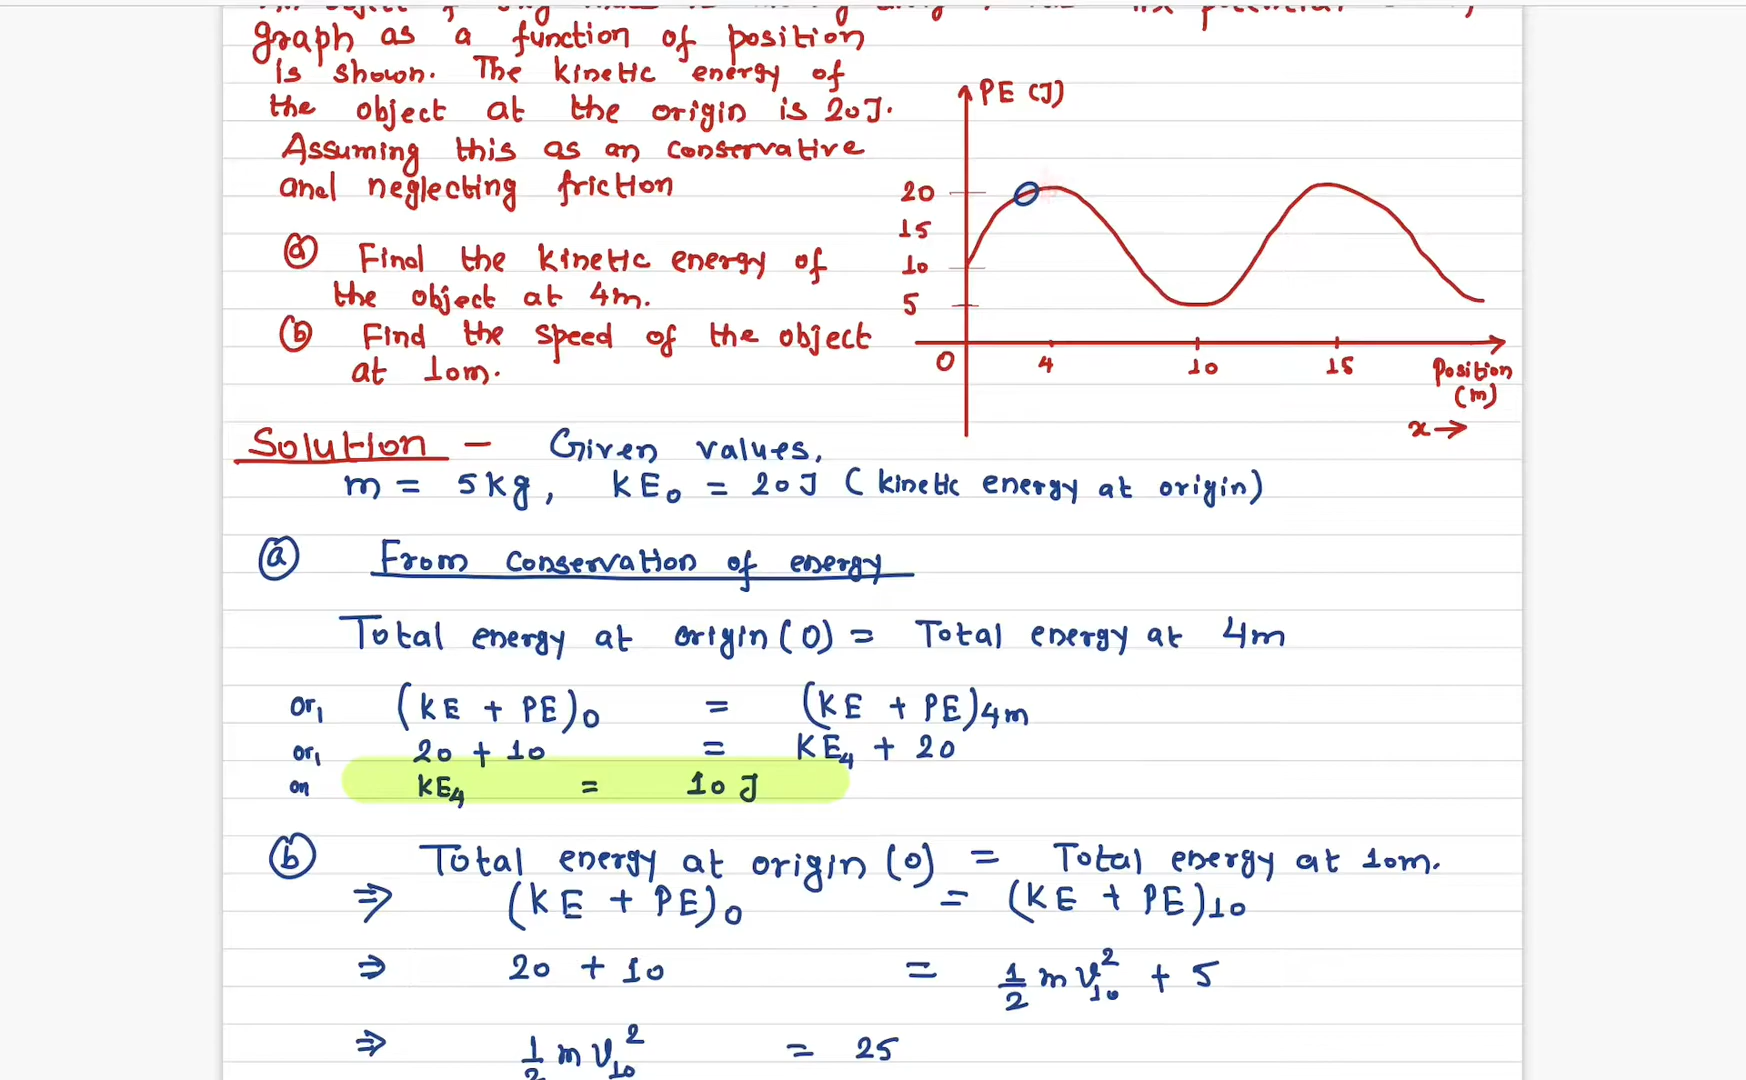 graph as a function of position
is shown. The kinetic energy of
the object at the origin is 20J.
Assuming this as an conservative
and neglecting friction
(a) Find the kinetic energy of
the object at 4m.
(b) Find the speed of the object
at 10m.
PE (J)
20
15
10
5
0 4 10 15 Position
(m)
x →
Solution - Given values,
m = 5kg, KE₀ = 20J (kinetic energy at origin)
(a) From conservation of energy
Total energy at origin (0) = Total energy at 4m
or, (KE + PE)₀ = (KE + PE)₄ₘ
or, 20 + 10 = KE₄ + 20
or KE₄ = 10 J
(b) Total energy at origin (0) = Total energy at 10m.
⇒ (KE + PE)₀ = (KE + PE)₁₀
⇒ 20 + 10 = 1/2 m v₁₀² + 5
⇒ 1/2 m v₁₀² = 25